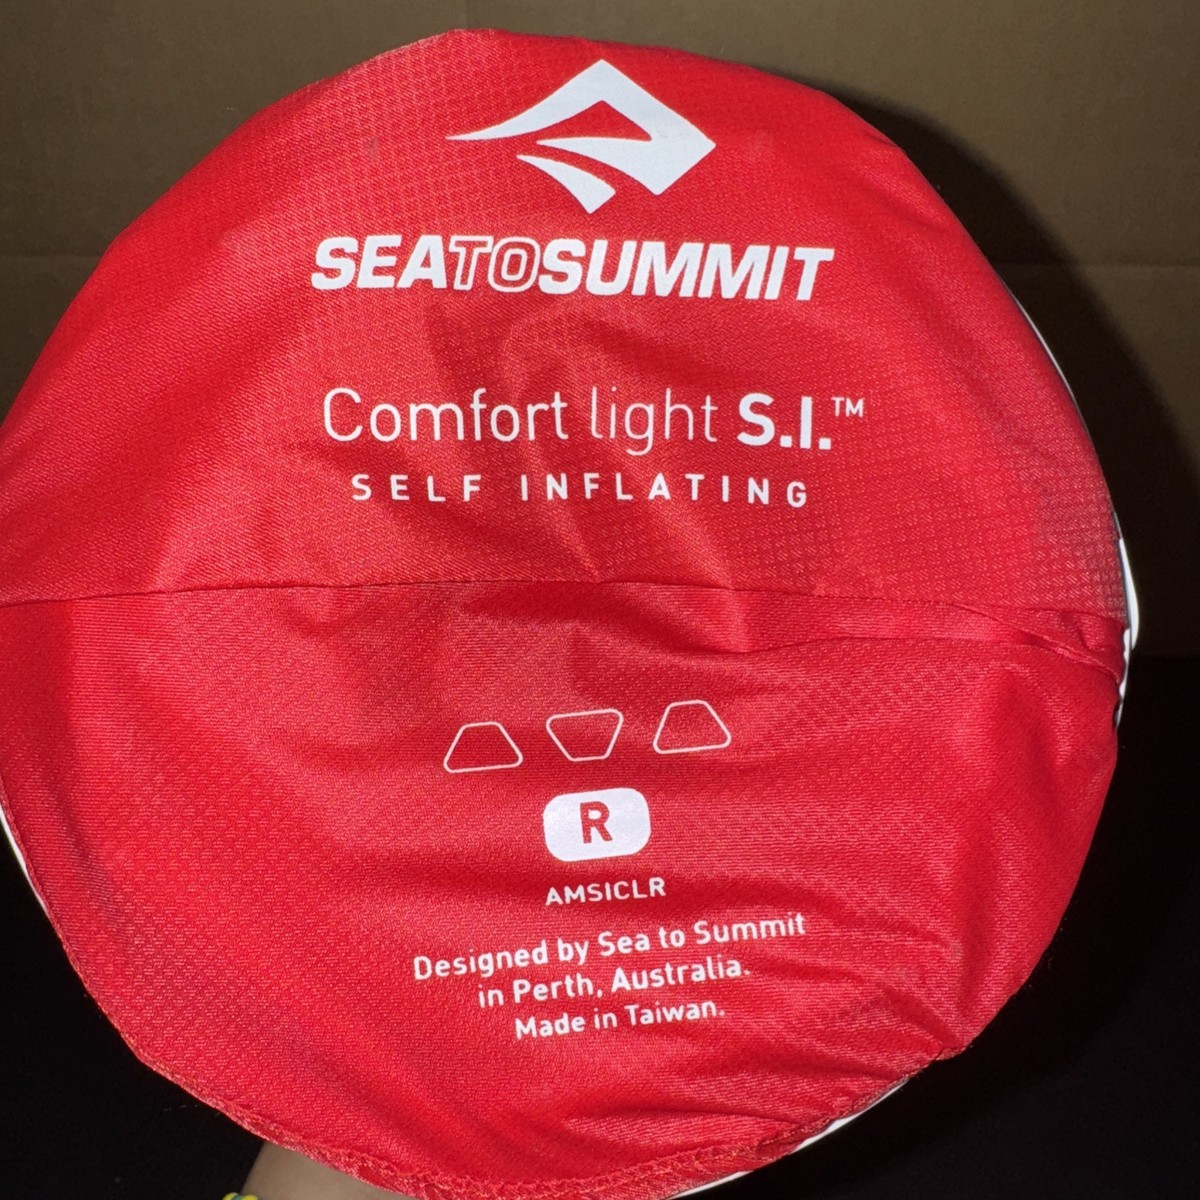 SEATOSUMMIT
Comfort light S.I.™
SELF INFLATING
R
AMSICLR
Designed by Sea to Summit
in Perth, Australia.
Made in Taiwan.